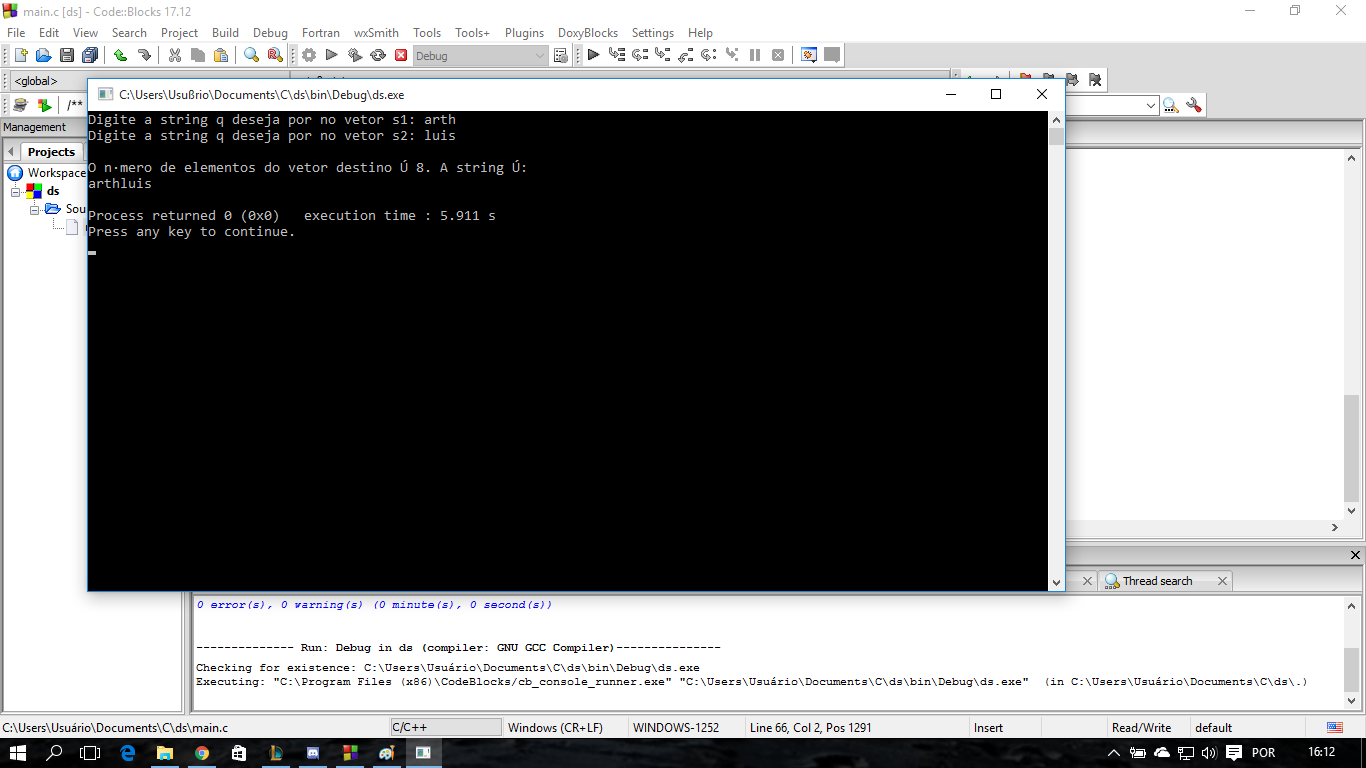 main.c [ds] - Code::Blocks 17.12
File Edit View Search Project Build Debug Fortran wxSmith Tools Tools+ Plugins DoxyBlocks Settings Help
Debug
<global>
C:\Users\Usußrio\Documents\C\ds\bin\Debug\ds.exe
/**
Management
Projects
Workspace
ds
Sou
Digite a string q deseja por no vetor s1: arth
Digite a string q deseja por no vetor s2: luis
O n·mero de elementos do vetor destino Ú 8. A string Ú:
arthluis
Process returned 0 (0x0)   execution time : 5.911 s
Press any key to continue.
Thread search
0 error(s), 0 warning(s) (0 minute(s), 0 second(s))
-------------- Run: Debug in ds (compiler: GNU GCC Compiler)---------------
Checking for existence: C:\Users\Usuário\Documents\C\ds\bin\Debug\ds.exe
Executing: "C:\Program Files (x86)\CodeBlocks/cb_console_runner.exe" "C:\Users\Usuário\Documents\C\ds\bin\Debug\ds.exe"  (in C:\Users\Usuário\Documents\C\ds\.)
C:\Users\Usuário\Documents\C\ds\main.c C/C++ Windows (CR+LF) WINDOWS-1252 Line 66, Col 2, Pos 1291 Insert Read/Write default
POR 16:12